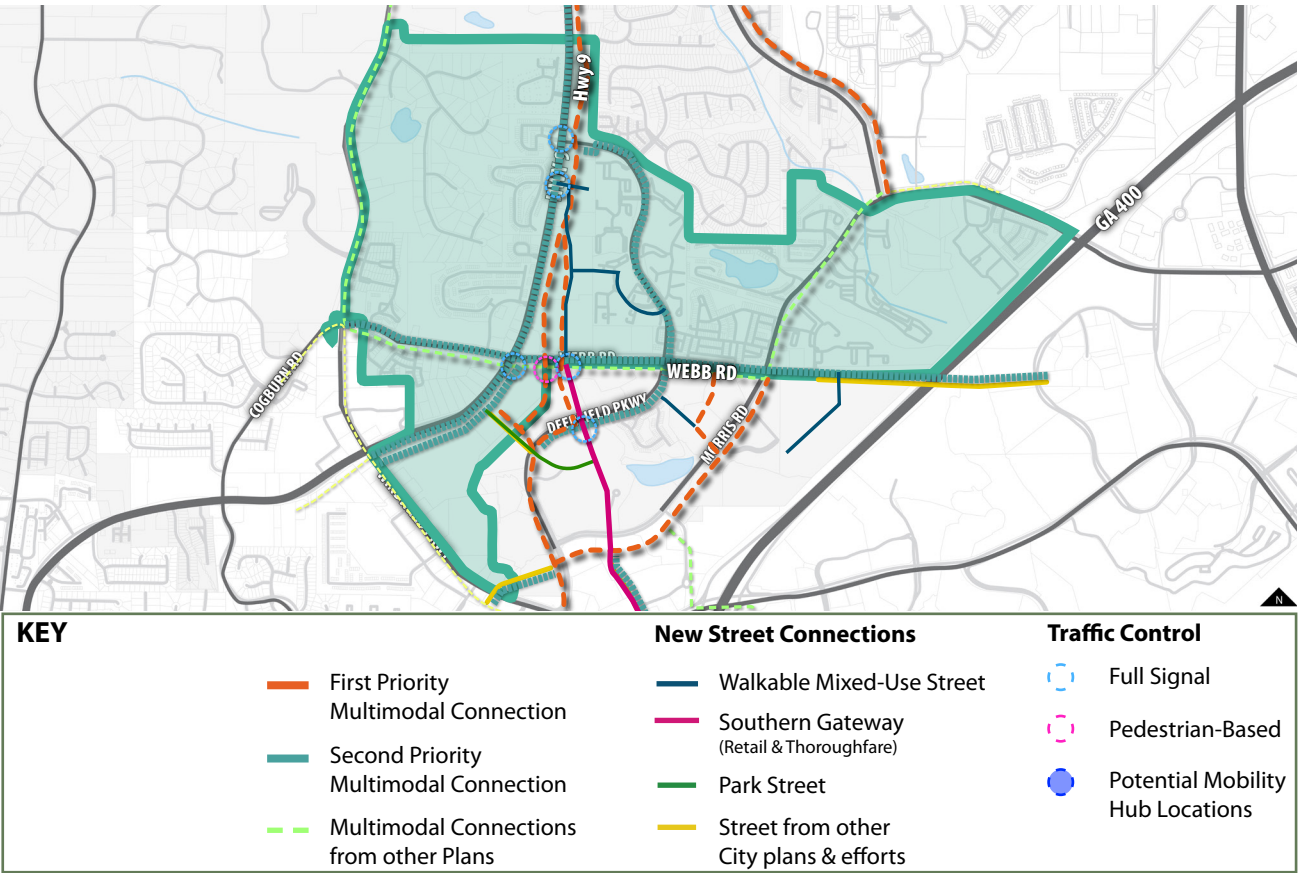 Hwy 9
GA 400
COGBURN RD
WEBB RD
DEERFIELD PKWY
MORRIS RD
N
KEY
First Priority
Multimodal Connection
Second Priority
Multimodal Connection
Multimodal Connections
from other Plans
New Street Connections
Walkable Mixed-Use Street
Southern Gateway
(Retail & Thoroughfare)
Park Street
Street from other
City plans & efforts
Traffic Control
Full Signal
Pedestrian-Based
Potential Mobility
Hub Locations